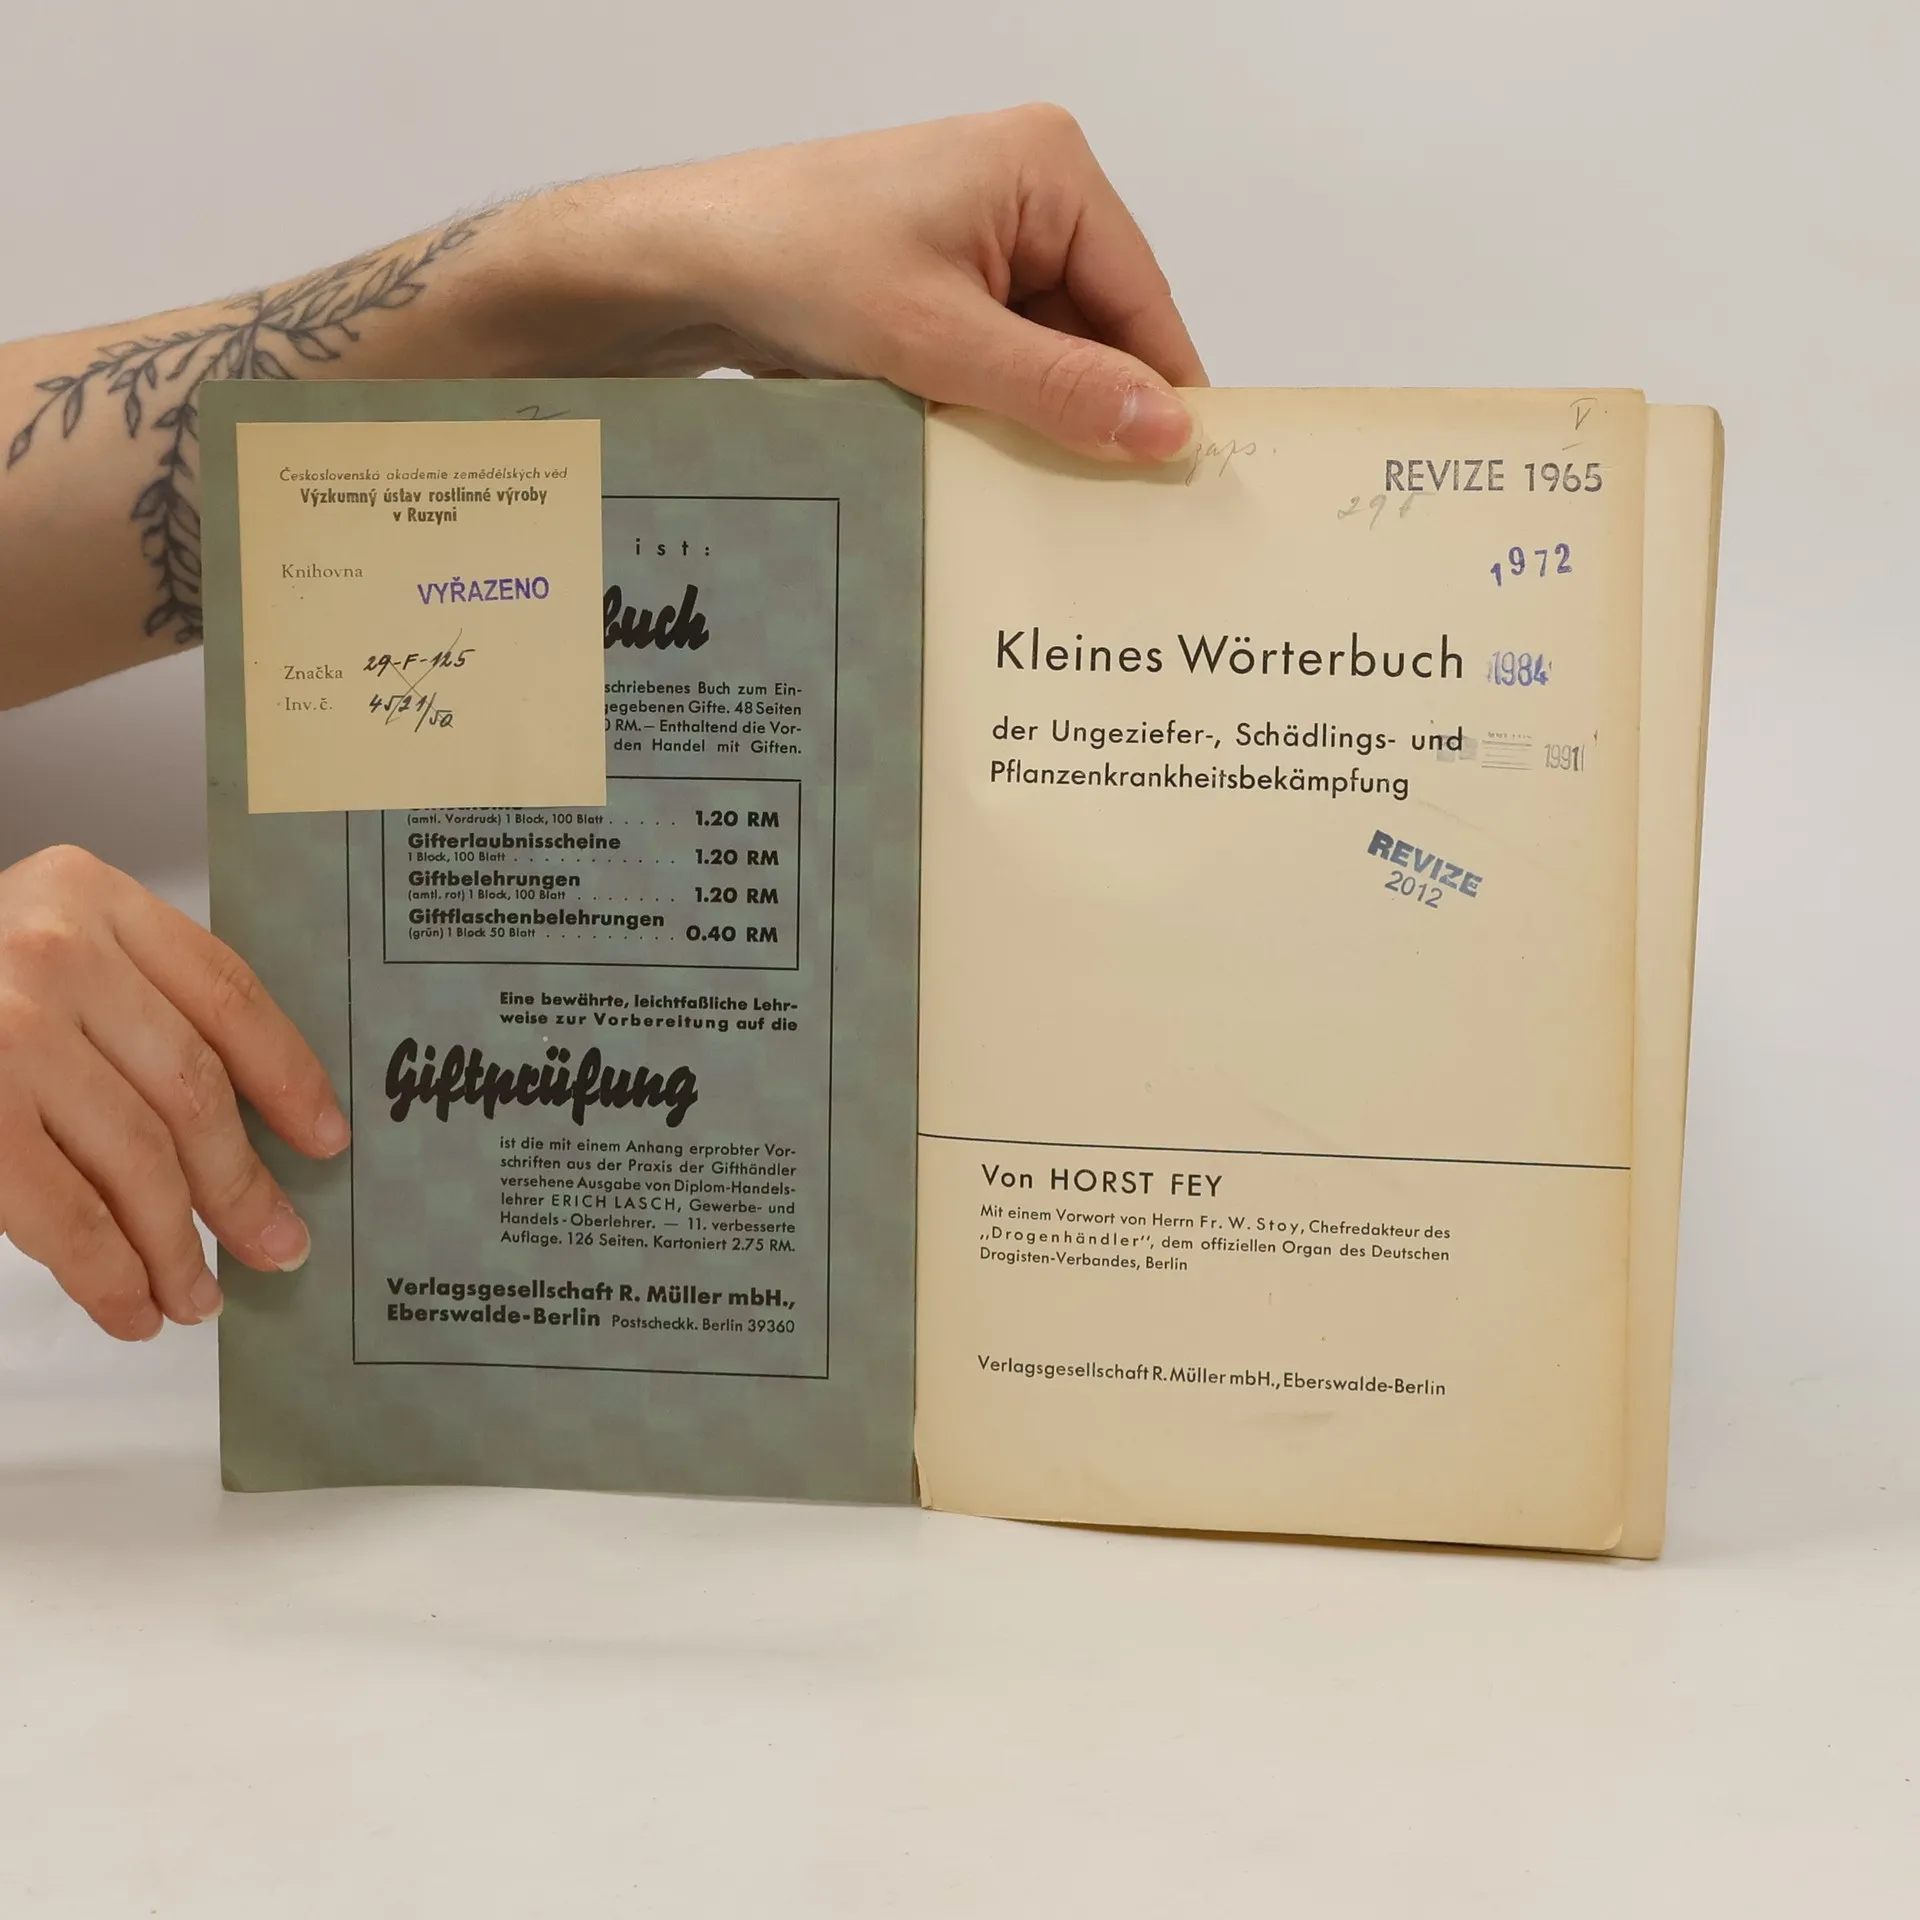 Československá akademie zemědělských věd
Výzkumný ústav rostlinné výroby
v Ruzyni
Knihovna
VYŘAZENO
Značka 29-F-125
Inv.č. 45/21/50
ist:
buch
schriebenes Buch zum Ein-
gegebenen Gifte. 48 Seiten
RM.— Enthaltend die Vor-
den Handel mit Giften.
(amtl. Vordruck) 1 Block, 100 Blatt . . . . . 1.20 RM
Gifterlaubnisscheine
1 Block, 100 Blatt . . . . . . . . . . . 1.20 RM
Giftbelehrungen
(amtl. rot) 1 Block, 100 Blatt . . . . . . . 1.20 RM
Giftflaschenbelehrungen
(grün) 1 Block 50 Blatt . . . . . . . . . 0.40 RM
Eine bewährte, leichtfaßliche Lehr-
weise zur Vorbereitung auf die
Giftprüfung
ist die mit einem Anhang erprobter Vor-
schriften aus der Praxis der Gifthändler
versehene Ausgabe von Diplom-Handels-
lehrer ERICH LASCH, Gewerbe- und
Handels-Oberlehrer. — 11. verbesserte
Auflage. 126 Seiten. Kartoniert 2.75 RM.
Verlagsgesellschaft R. Müller mbH.,
Eberswalde-Berlin Postscheckk. Berlin 39360
V.
zaps.
REVIZE 1965
29
1972
Kleines Wörterbuch 1984
der Ungeziefer-, Schädlings- und 1991
Pflanzenkrankheitsbekämpfung
REVIZE
2012
Von HORST FEY
Mit einem Vorwort von Herrn Fr. W. Stoy, Chefredakteur des
„Drogenhändler“, dem offiziellen Organ des Deutschen
Drogisten-Verbandes, Berlin
Verlagsgesellschaft R. Müller mbH., Eberswalde-Berlin